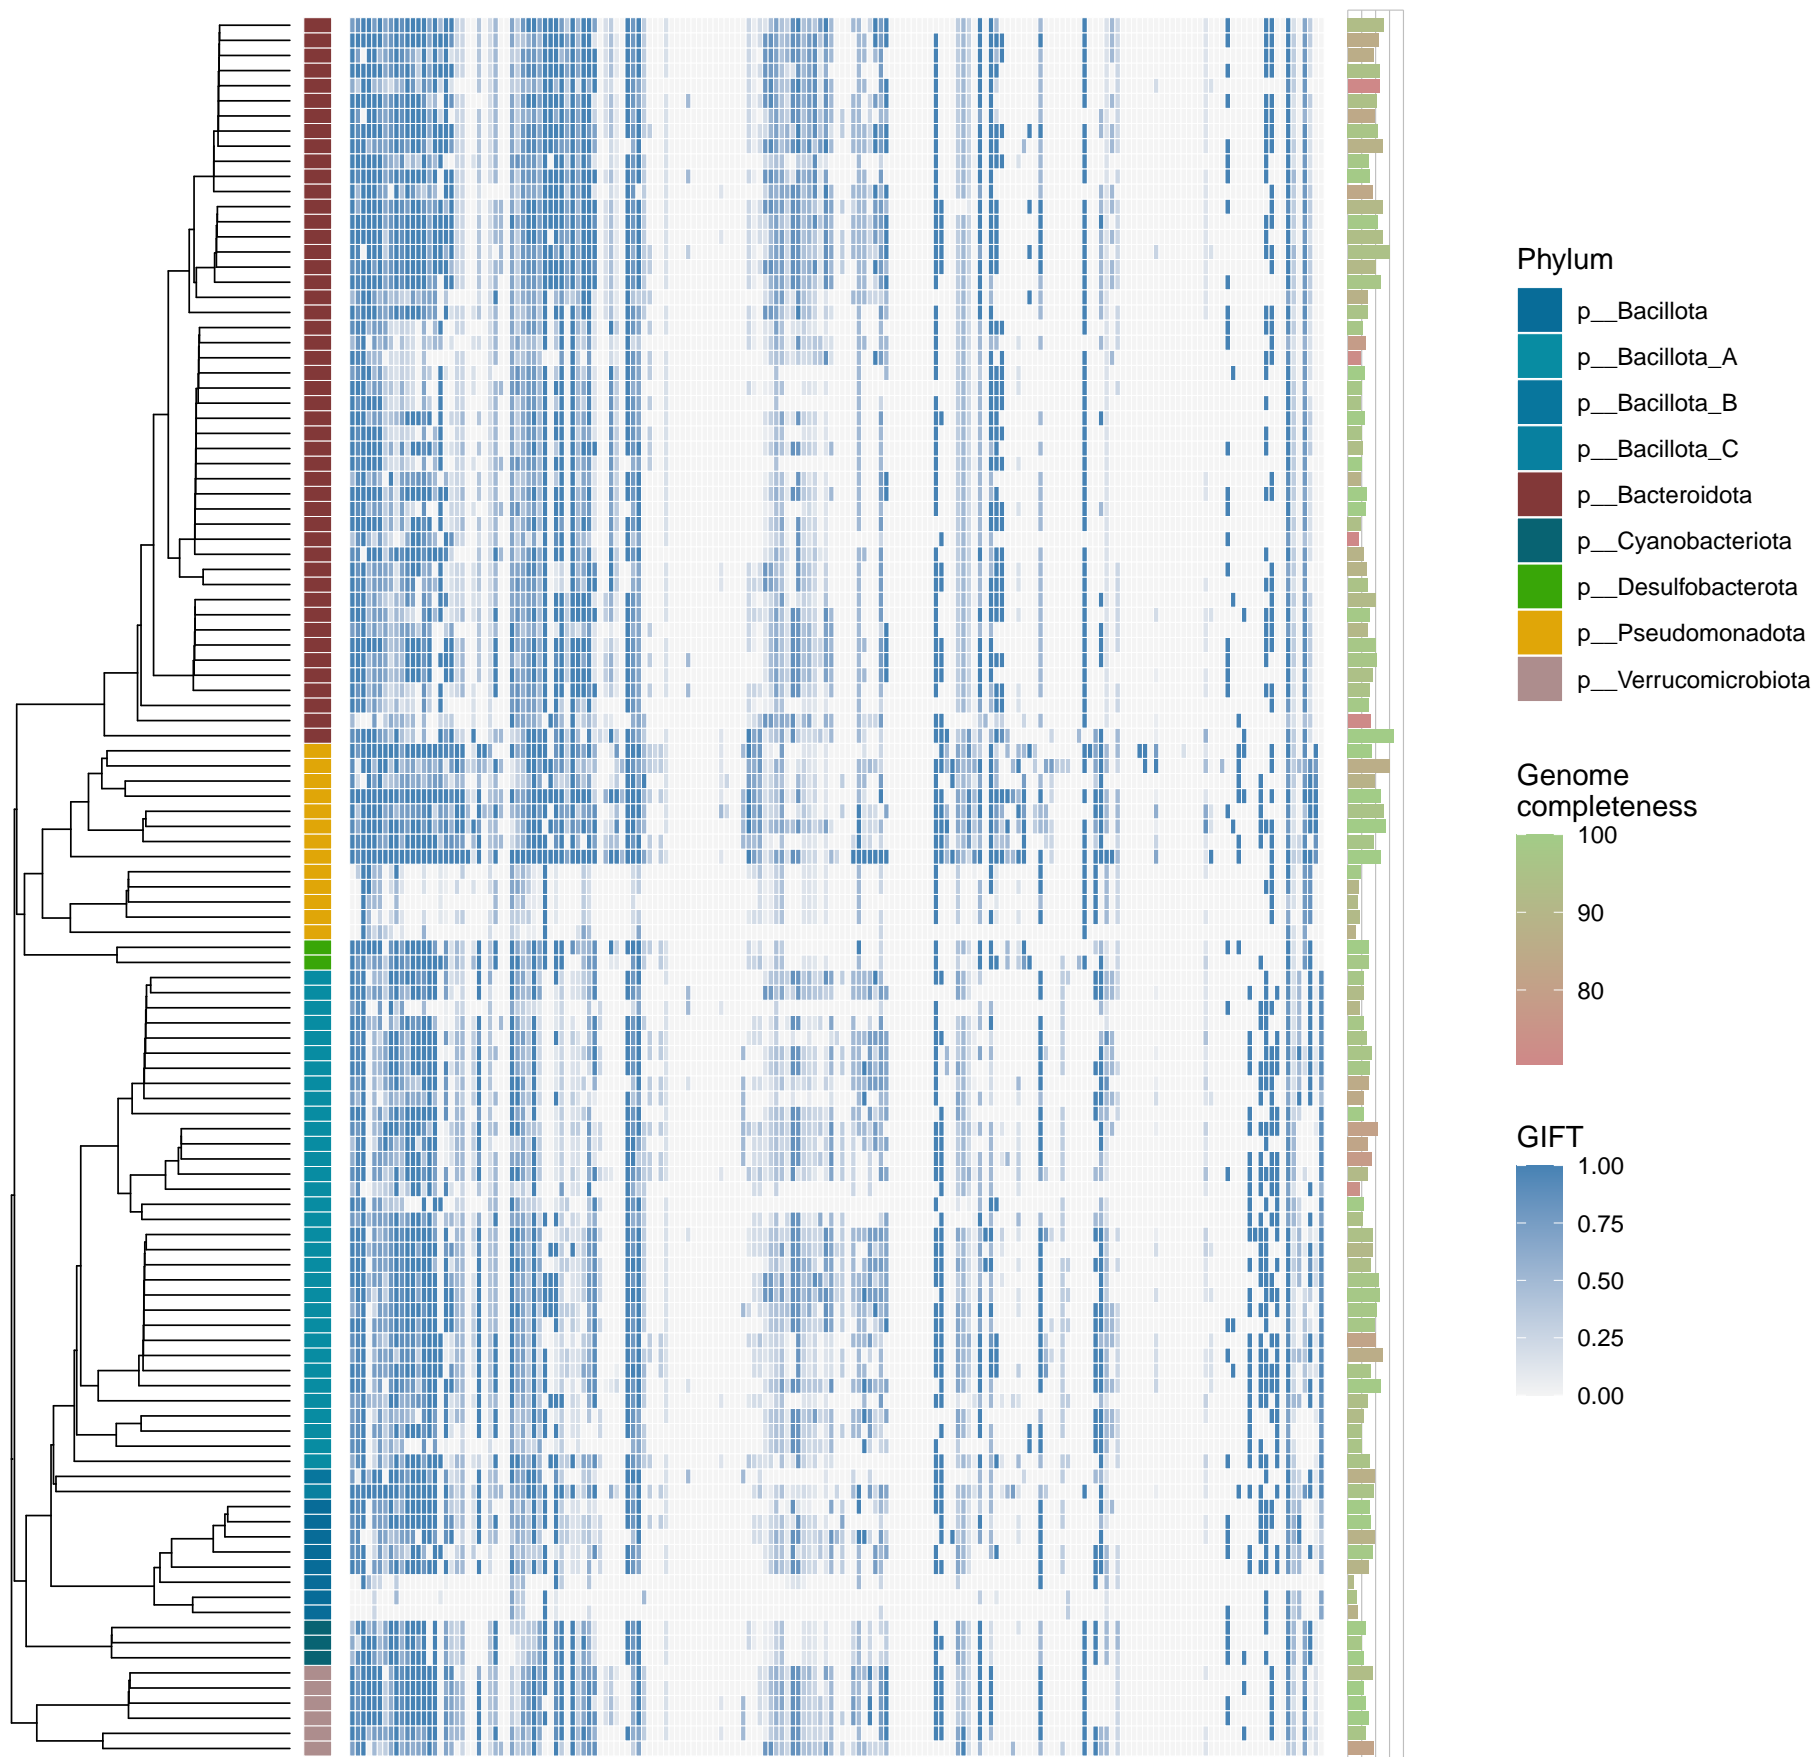 Phylum
p__Bacillota
p__Bacillota_A
p__Bacillota_B
p__Bacillota_C
p__Bacteroidota
p__Cyanobacteriota
p__Desulfobacterota
p__Pseudomonadota
p__Verrucomicrobiota
Genome
completeness
100
90
80
GIFT
1.00
0.75
0.50
0.25
0.00